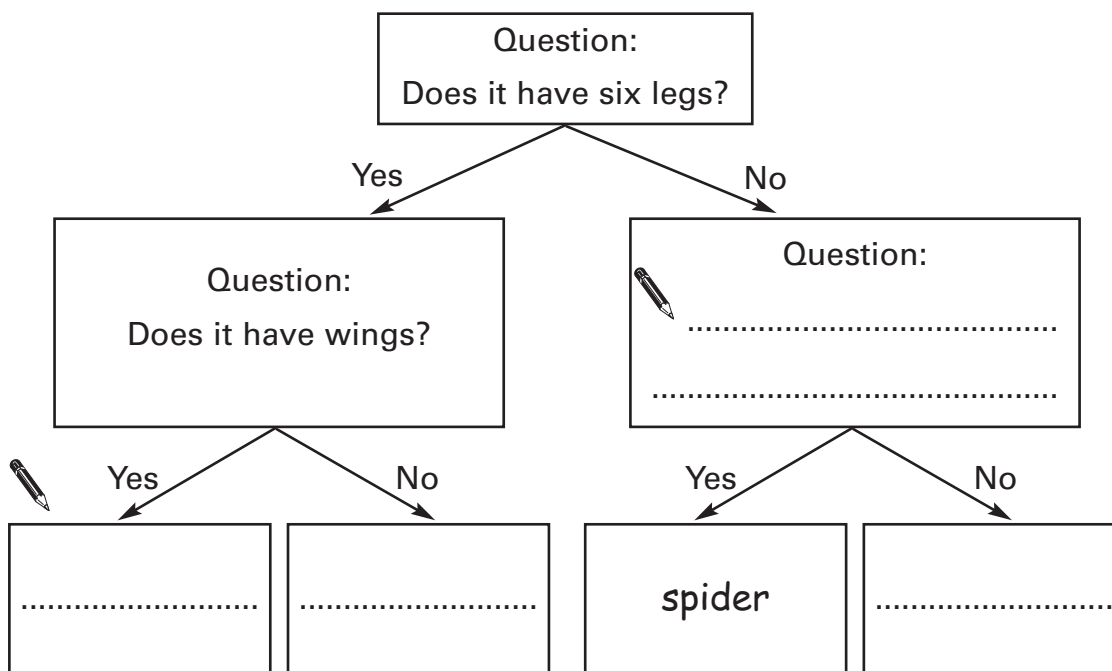 Question:
Does it have six legs?
Yes
No
Question:
Does it have wings?
Question:
..........................................
..............................................
Yes
No
Yes
No
...........................
...........................
spider
...........................